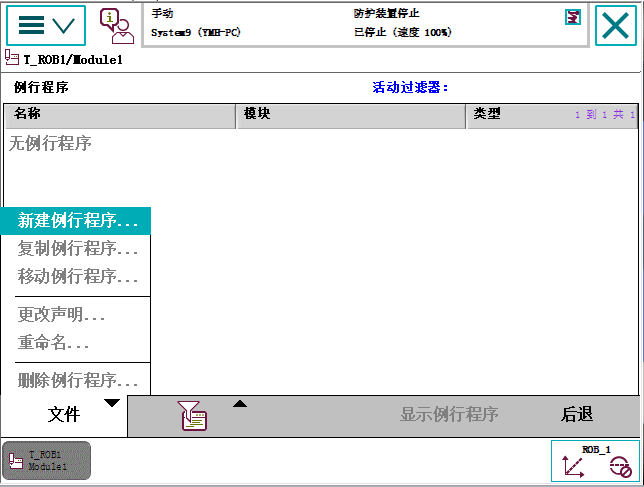 手动
防护装置停止
System9 (YMH-PC)
已停止 (速度 100%)
T_ROB1/Module1
例行程序
活动过滤器:
名称
模块
类型
1 到 1 共 1
无例行程序
新建例行程序...
复制例行程序...
移动例行程序...
更改声明...
重命名...
删除例行程序...
文件
显示例行程序
后退
T_ROB1
Module1
ROB_1